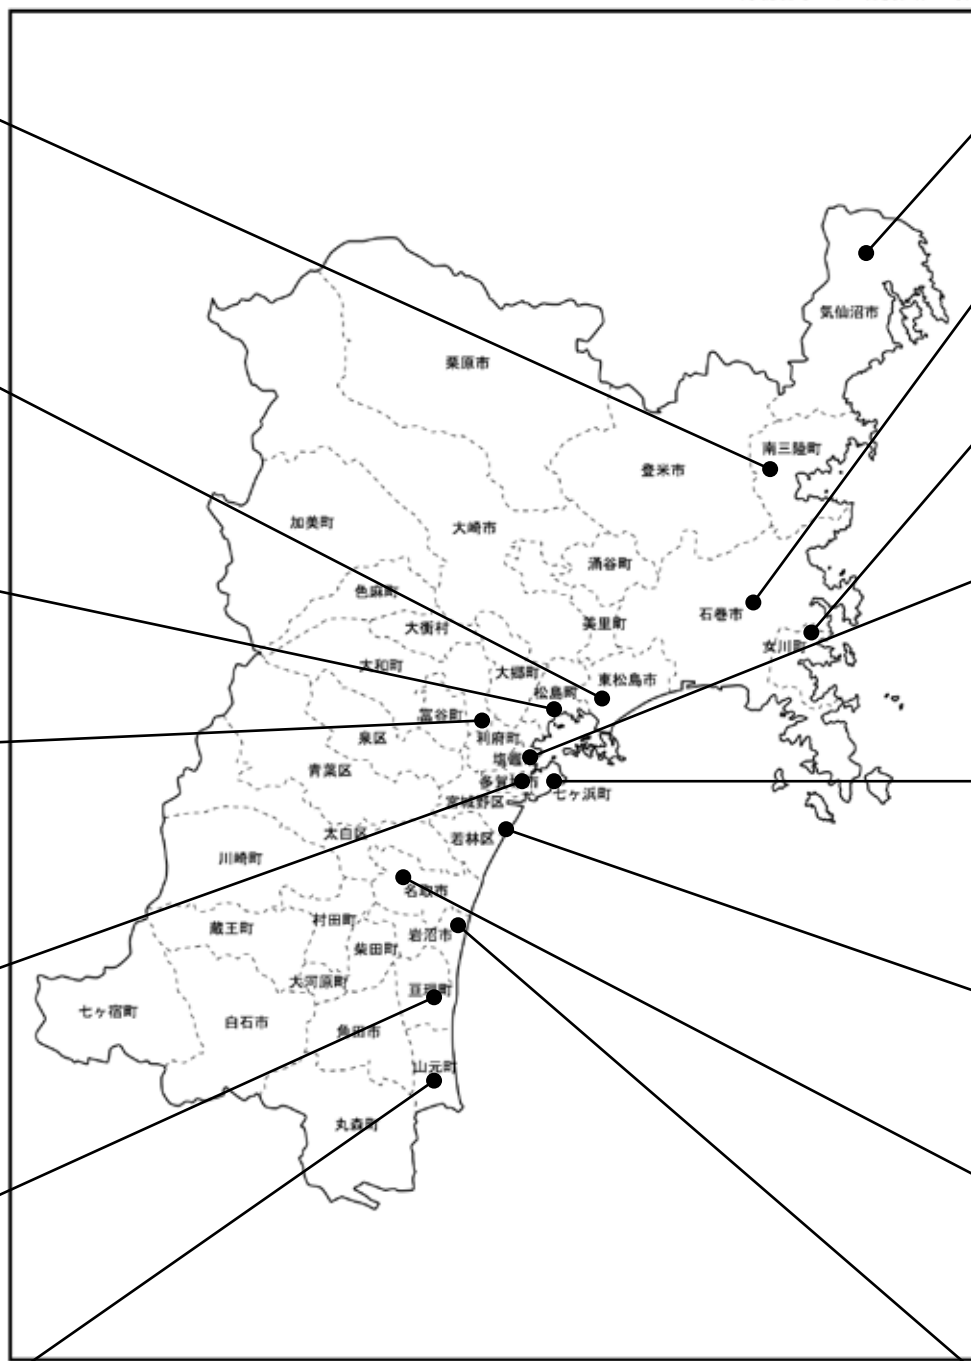 気仙沼市
栗原市
南三陸町
登米市
加美町
大崎市
涌谷町
色麻町
石巻市
美里町
大衡村
女川町
大和町
大郷町
東松島市
松島町
富谷町
泉区
利府町
青葉区
七ヶ浜町
宮城野区
太白区
若林区
川崎町
名取市
村田町
蔵王町
岩沼市
柴田町
大河原町
亘理町
七ヶ宿町
白石市
角田市
山元町
丸森町